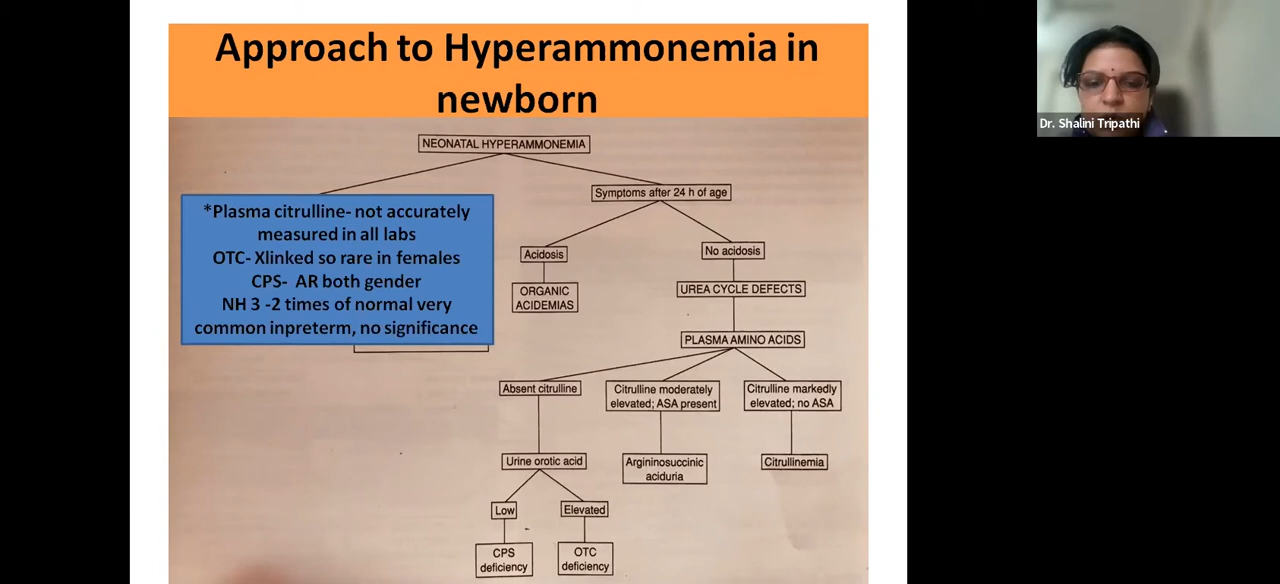 Approach to Hyperammonemia in
newborn
Dr. Shalini Tripathi
NEONATAL HYPERAMMONEMIA
Symptoms after 24 h of age
*Plasma citrulline- not accurately
measured in all labs
OTC- Xlinked so rare in females
CPS- AR both gender
NH 3 -2 times of normal very
common inpreterm, no significance
Acidosis
No acidosis
ORGANIC
ACIDEMIAS
UREA CYCLE DEFECTS
PLASMA AMINO ACIDS
Absent citrulline
Citrulline moderately
elevated; ASA present
Citrulline markedly
elevated; no ASA
Urine orotic acid
Argininosuccinic
aciduria
Citrullinemia
Low
Elevated
CPS
deficiency
OTC
deficiency